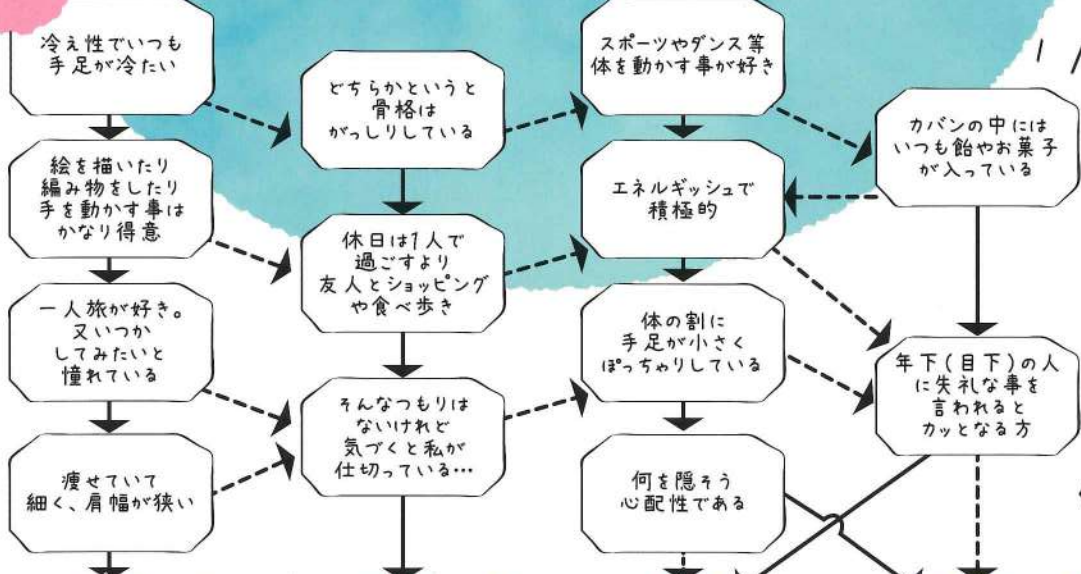 冷え性でいつも
手足が冷たい
絵を描いたり
編み物をしたり
手を動かす事は
かなり得意
一人旅が好き。
又いつか
してみたいと
憧れている
痩せていて
細く、肩幅が狭い
どちらかというと
骨格は
がっしりしている
休日は1人で
過ごすより
友人とショッピング
や食べ歩き
そんなつもりは
ないけれど
気づくと私が
仕切っている…
スポーツやダンス等
体を動かす事が好き
エネルギッシュで
積極的
体の割に
手足が小さく
ぽっちゃりしている
何を隠そう
心配性である
カバンの中には
いつも飴やお菓子
が入っている
年下(目下)の人
に失礼な事を
言われると
カッとなる方